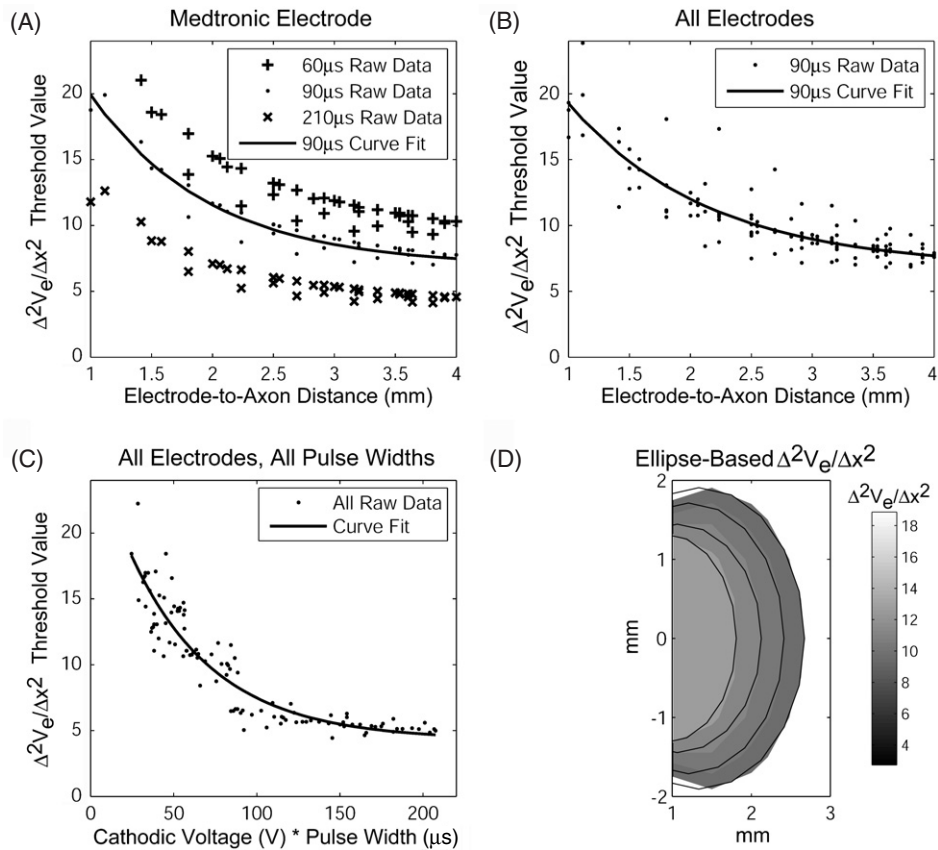 (A)
Medtronic Electrode
60µs Raw Data
90µs Raw Data
210µs Raw Data
90µs Curve Fit
Δ²Vₑ/Δx² Threshold Value
20
15
10
5
0
1 1.5 2 2.5 3 3.5 4
Electrode-to-Axon Distance (mm)
(B)
All Electrodes
90µs Raw Data
90µs Curve Fit
Δ²Vₑ/Δx² Threshold Value
20
15
10
5
0
1 1.5 2 2.5 3 3.5 4
Electrode-to-Axon Distance (mm)
(C)
All Electrodes, All Pulse Widths
All Raw Data
Curve Fit
Δ²Vₑ/Δx² Threshold Value
20
15
10
5
0
0 50 100 150 200
Cathodic Voltage (V) * Pulse Width (µs)
(D)
Ellipse-Based Δ²Vₑ/Δx²
Δ²Vₑ/Δx²
mm
2
1
0
-1
-2
1 2 3
mm
18
16
14
12
10
8
6
4